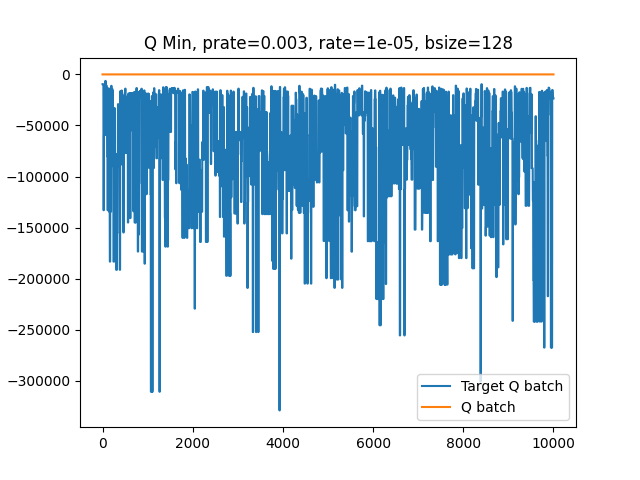 Q Min, prate=0.003, rate=1e-05, bsize=128
0
−50000
−100000
−150000
−200000
−250000
−300000
Target Q batch
Q batch
0 2000 4000 6000 8000 10000